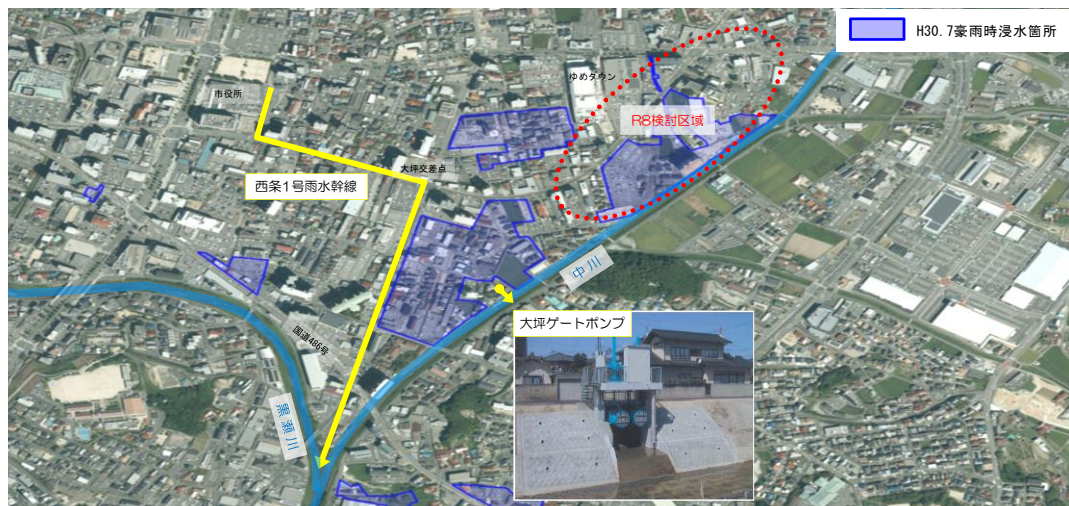 H30.7豪雨時浸水箇所
ゆめタウン
市役所
R8検討区域
大坪交差点
西条1号雨水幹線
中川
大坪ゲートポンプ
国道486号
黒瀬川